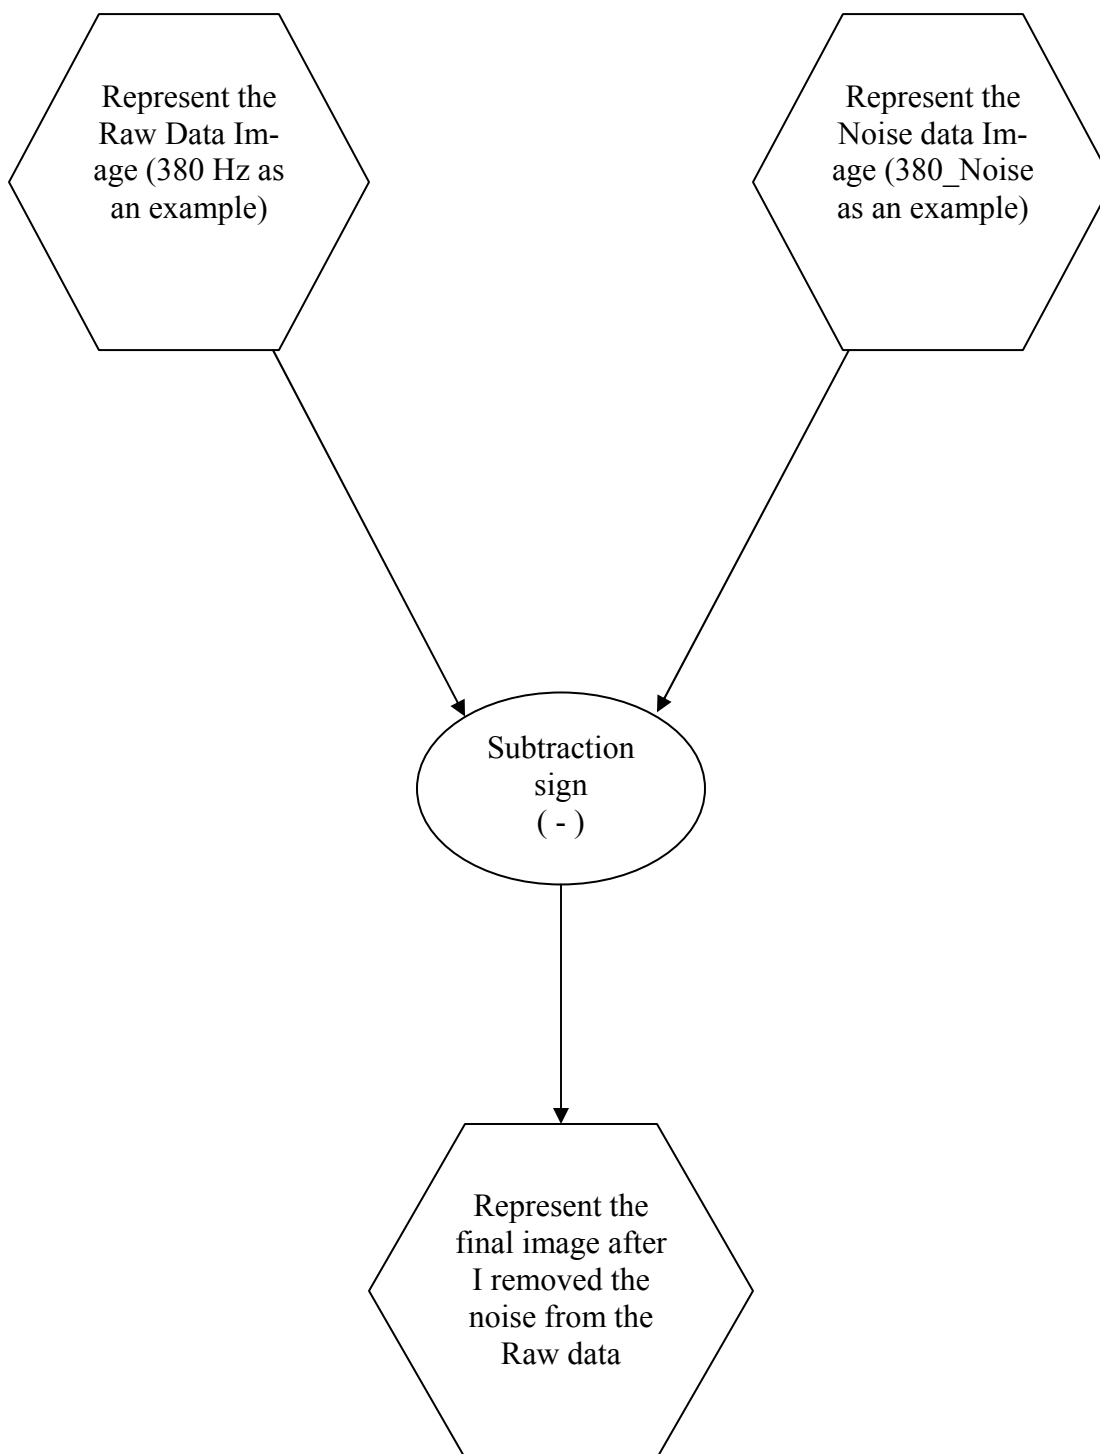 Represent the
Raw Data Im-
age (380 Hz as
an example)
Represent the
Noise data Im-
age (380_Noise
as an example)
Subtraction
sign
( - )
Represent the
final image after
I removed the
noise from the
Raw data